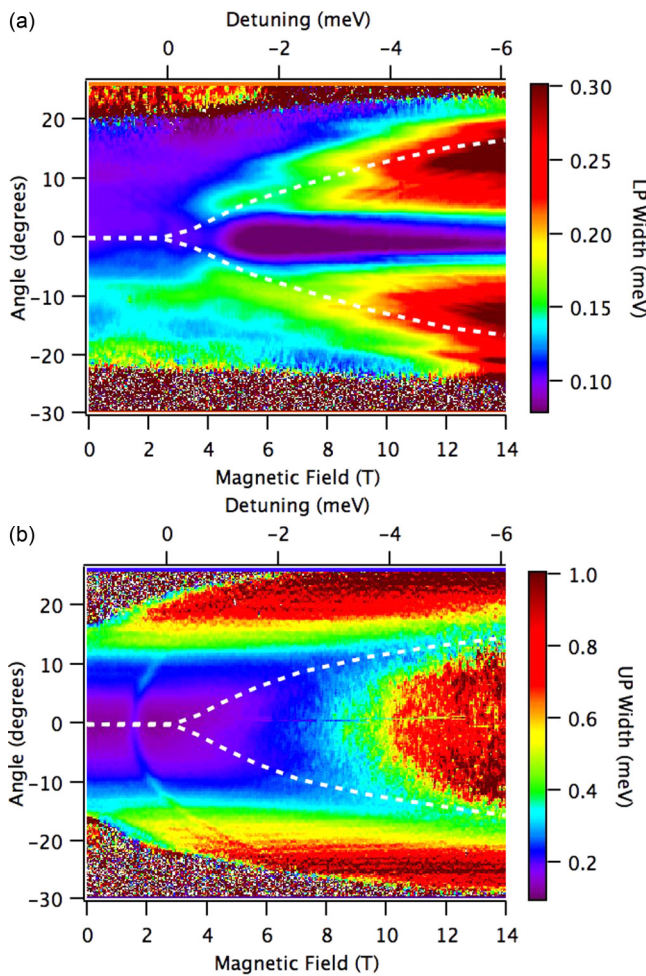 (a)
Detuning (meV)
0 −2 −4 −6
Angle (degrees)
20
10
0
−10
−20
−30
0 2 4 6 8 10 12 14
Magnetic Field (T)
0.30
0.25
0.20
0.15
0.10
LP Width (meV)
(b)
Detuning (meV)
0 −2 −4 −6
Angle (degrees)
20
10
0
−10
−20
−30
0 2 4 6 8 10 12 14
Magnetic Field (T)
1.0
0.8
0.6
0.4
0.2
UP Width (meV)